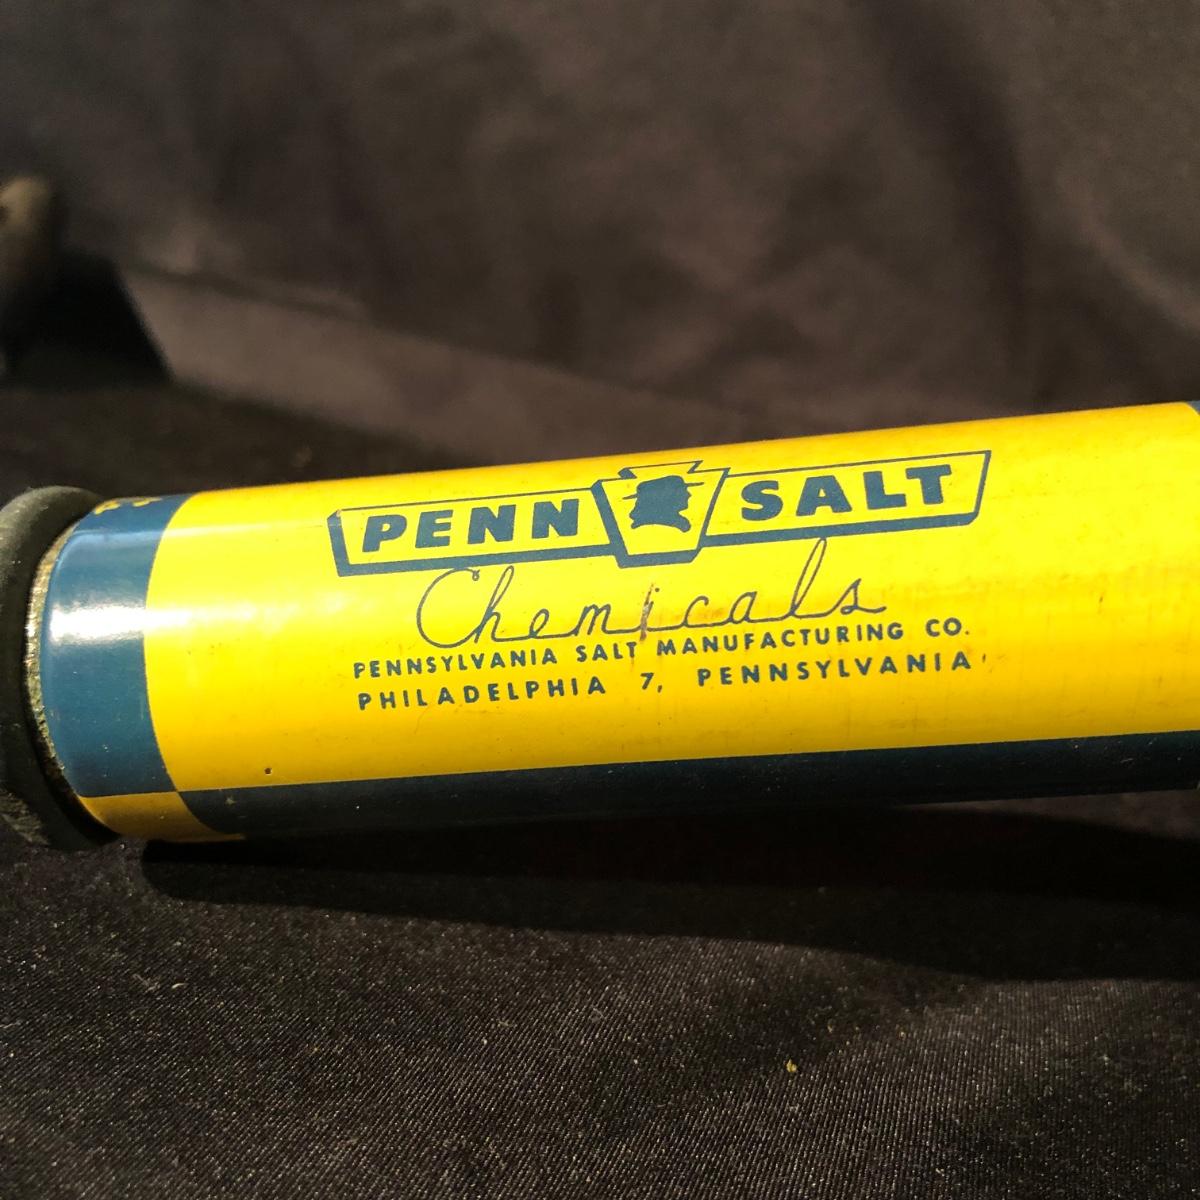 PENN SALT
Chemicals
PENNSYLVANIA SALT MANUFACTURING CO.
PHILADELPHIA 7, PENNSYLVANIA